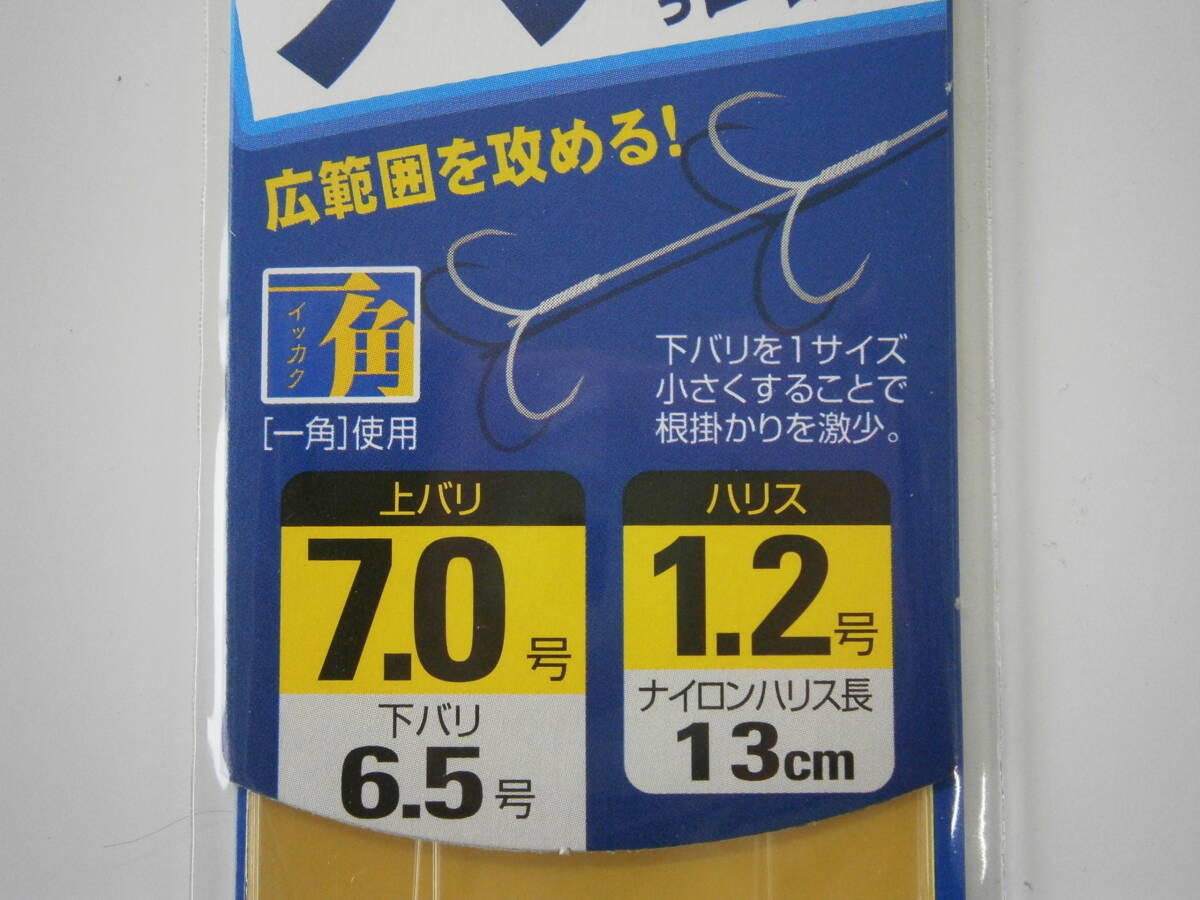 広範囲を攻める!
一角
イッカク
[一角]使用
下バリを1サイズ
小さくすることで
根掛かりを激少。
上バリ
7.0号
下バリ
6.5号
ハリス
1.2号
ナイロンハリス長
13cm